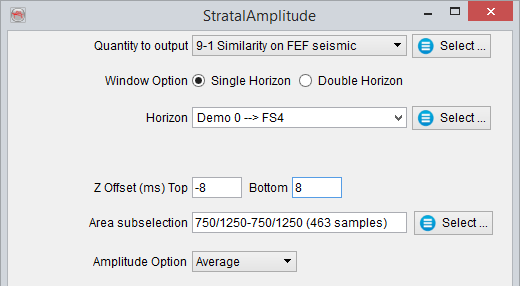 StratalAmplitude
Quantity to output 9-1 Similarity on FEF seismic Select ...
Window Option Single Horizon Double Horizon
Horizon Demo 0 --> FS4 Select ...
Z Offset (ms) Top -8 Bottom 8
Area subselection 750/1250-750/1250 (463 samples) Select ...
Amplitude Option Average